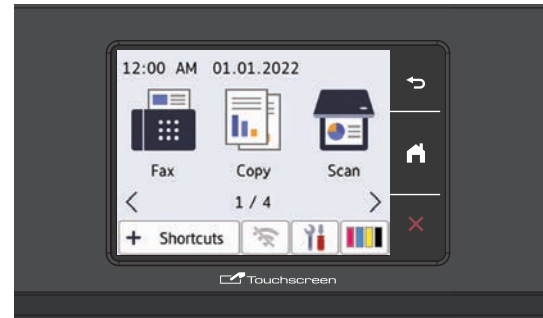 12:00 AM 01.01.2022
Fax Copy Scan
1 / 4
+ Shortcuts
Touchscreen